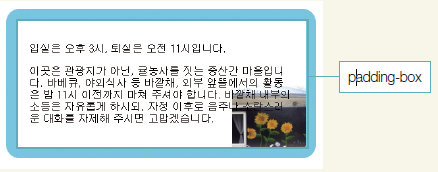 입실은 오후 3시, 퇴실은 오전 11시입니다.
이곳은 관광지가 아닌, 귤농사를 짓는 중산간 마을입니
다. 바베큐, 야외식사 등 바깥채, 외부 앞뜰에서의 활동
은 밤 11시 이전까지 마쳐 주셔야 합니다. 바깥채 내부의
소등은 자유롭게 하시되, 자정 이후로 음주나 소란스러
운 대화를 자제해 주시면 고맙겠습니다.
padding-box